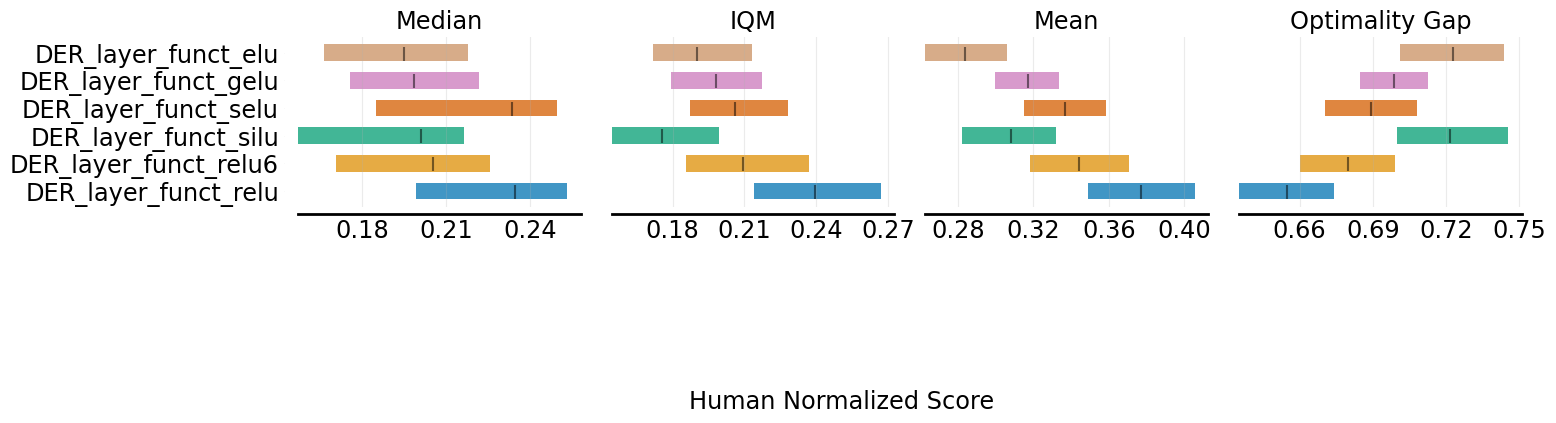 Median IQM Mean Optimality Gap
DER_layer_funct_elu
DER_layer_funct_gelu
DER_layer_funct_selu
DER_layer_funct_silu
DER_layer_funct_relu6
DER_layer_funct_relu
0.18 0.21 0.24 0.18 0.21 0.24 0.27 0.28 0.32 0.36 0.40 0.66 0.69 0.72 0.75
Human Normalized Score